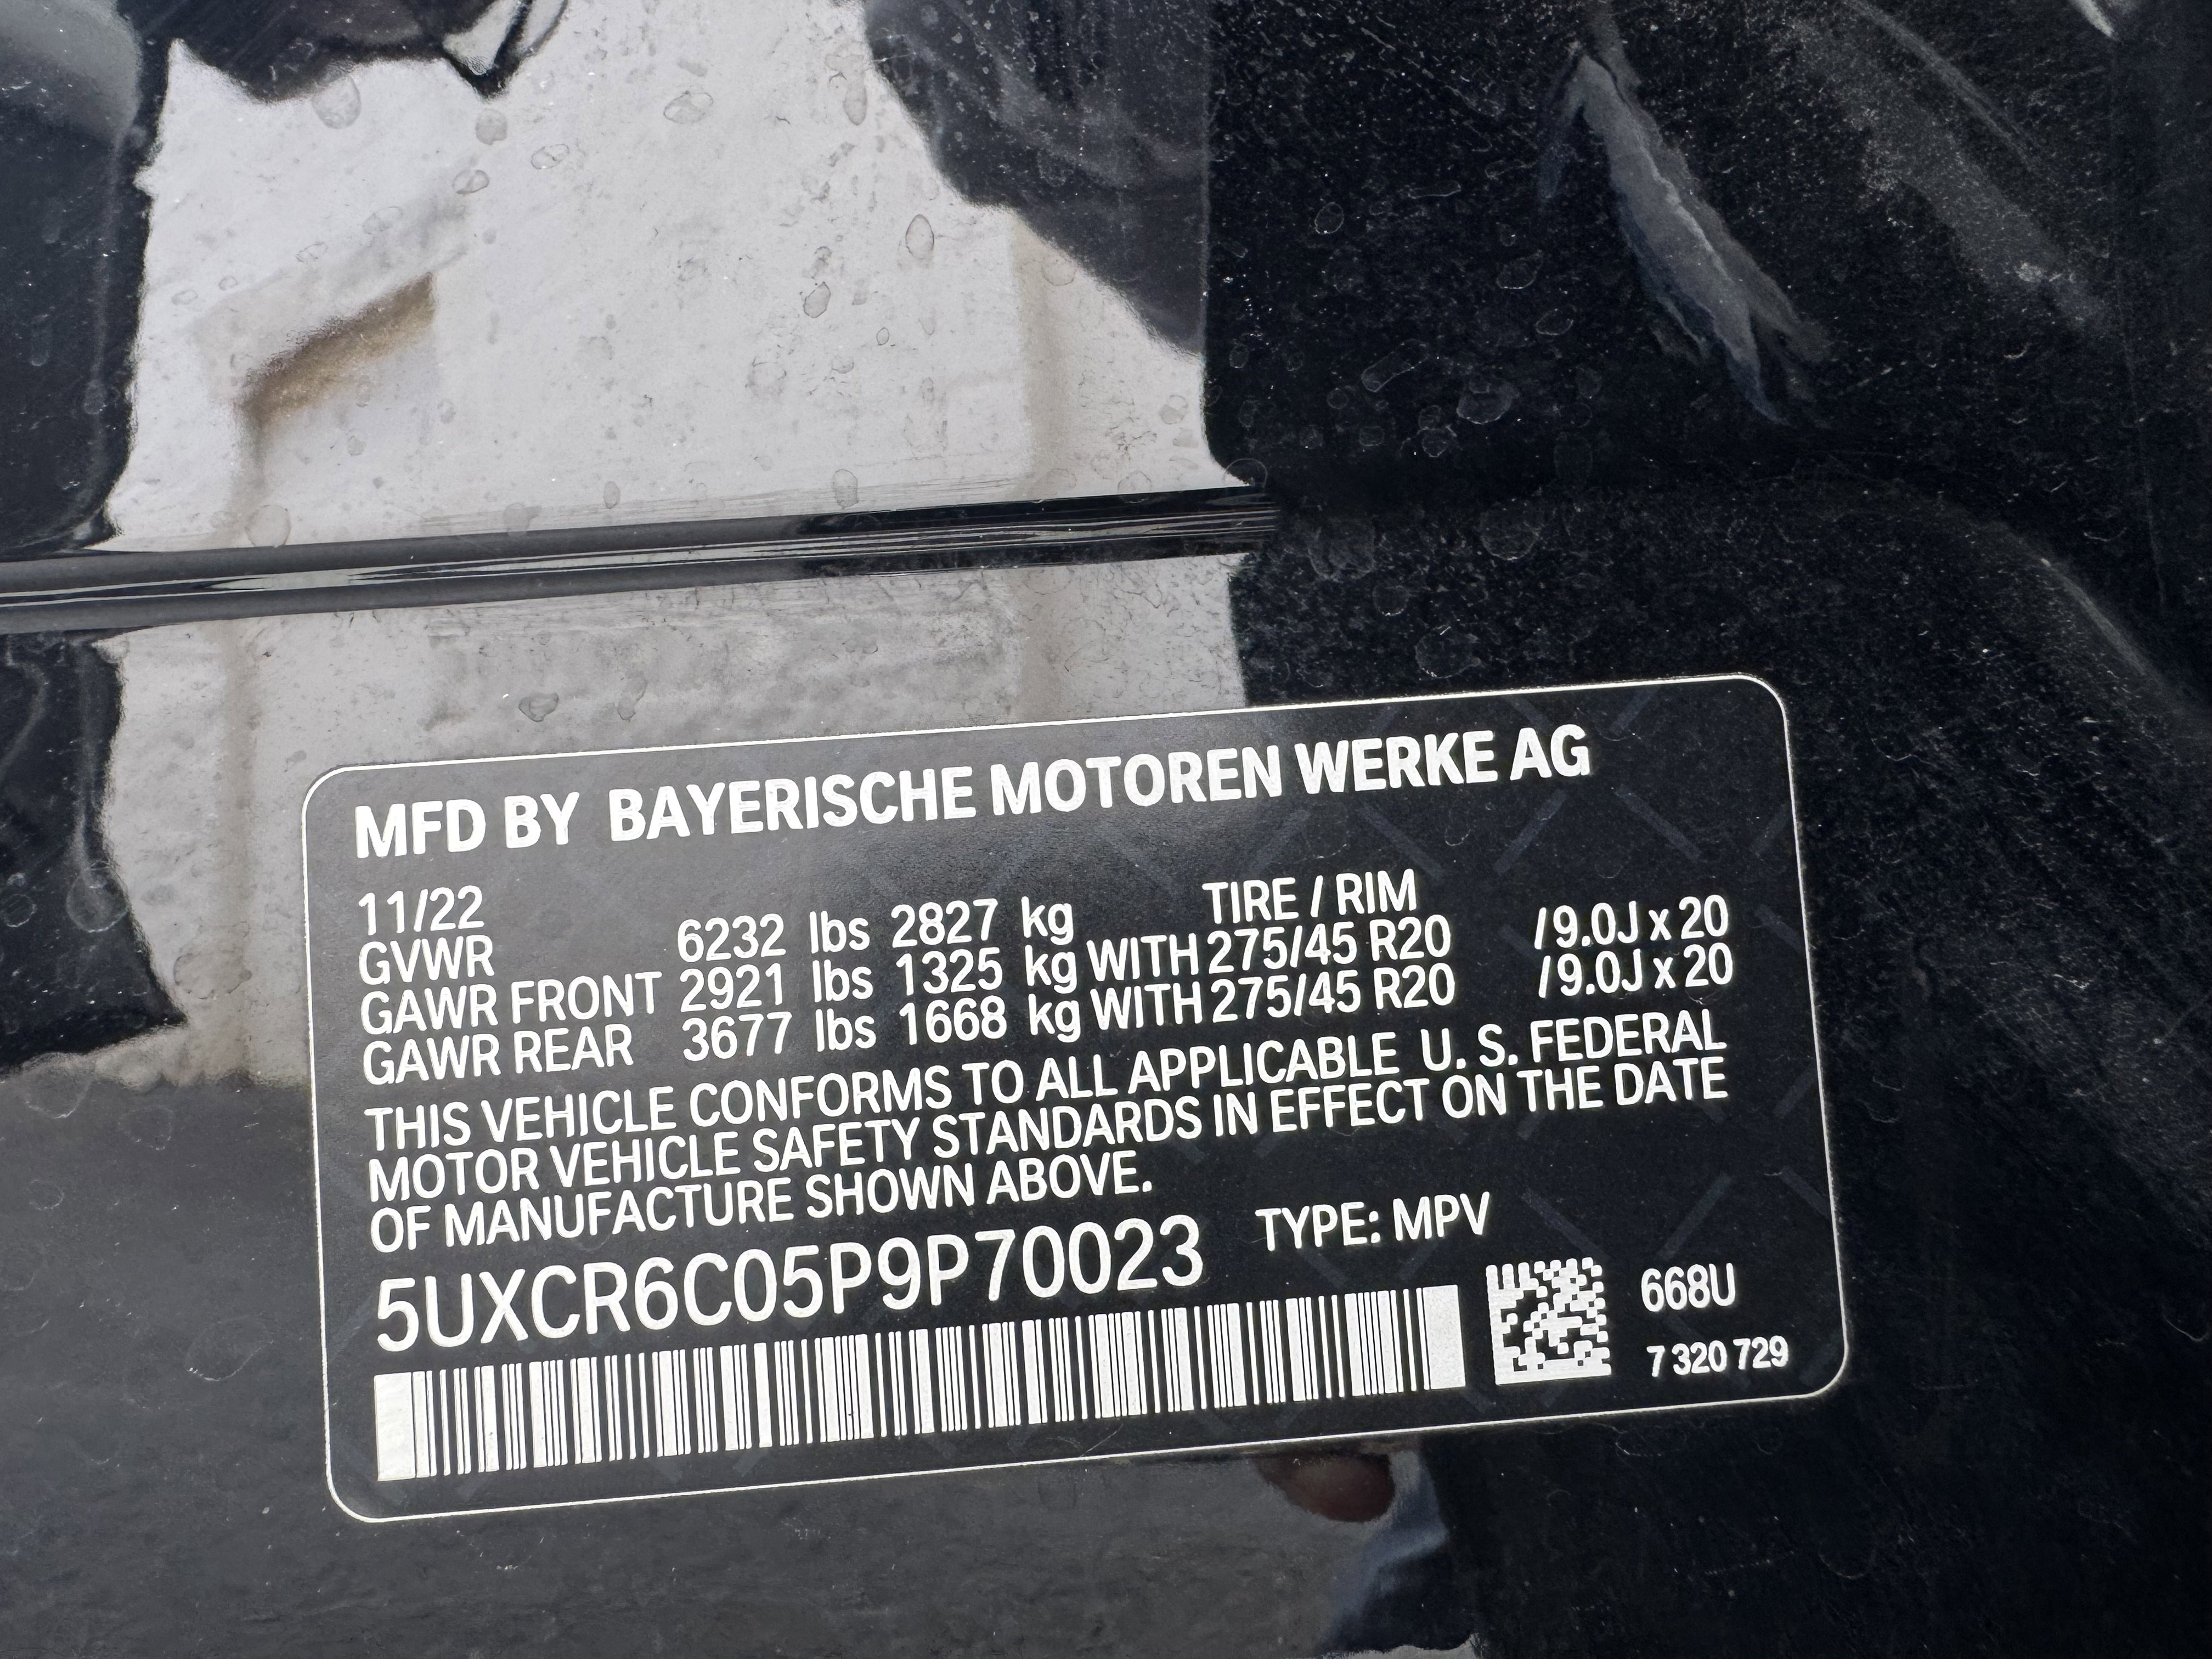 MFD BY BAYERISCHE MOTOREN WERKE AG
11/22 TIRE / RIM
GVWR 6232 lbs 2827 kg
GAWR FRONT 2921 lbs 1325 kg WITH 275/45 R20 /9.0J x 20
GAWR REAR 3677 lbs 1668 kg WITH 275/45 R20 /9.0J x 20
THIS VEHICLE CONFORMS TO ALL APPLICABLE U. S. FEDERAL
MOTOR VEHICLE SAFETY STANDARDS IN EFFECT ON THE DATE
OF MANUFACTURE SHOWN ABOVE.
5UXCR6C05P9P70023 TYPE: MPV
668U
7 320 729